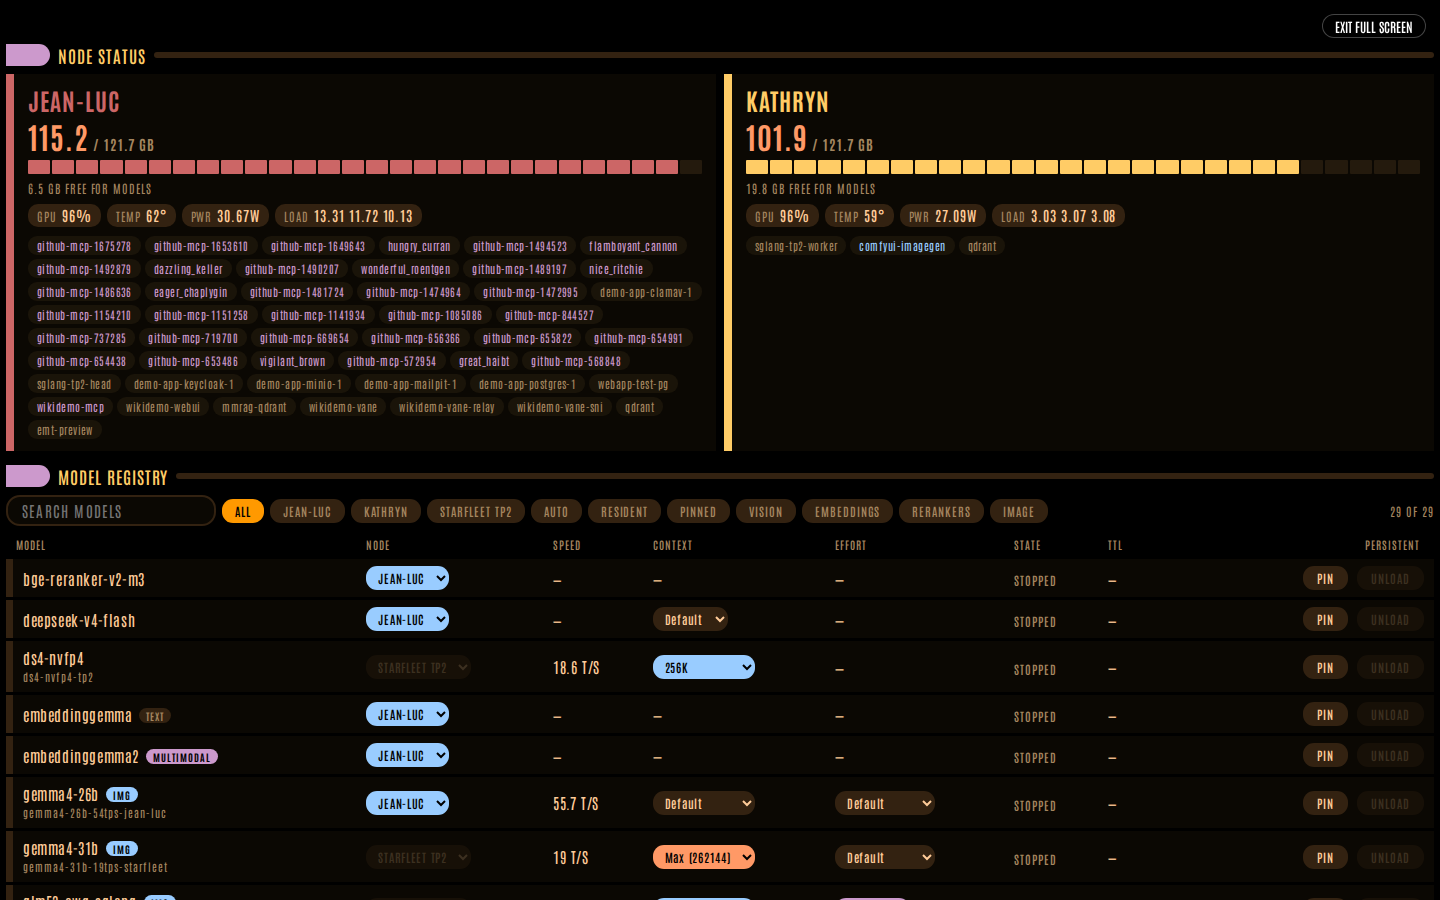 EXIT FULL SCREEN
NODE STATUS
JEAN-LUC
115.2 / 121.7 GB
6.5 GB FREE FOR MODELS
GPU 96% TEMP 62° PWR 30.67W LOAD 13.31 11.72 10.13
github-mcp-1675278 github-mcp-1653610 github-mcp-1649643 hungry_curran github-mcp-1494523 flamboyant_cannon
github-mcp-1492879 dazzling_keller github-mcp-1490207 wonderful_roentgen github-mcp-1489197 nice_ritchie
github-mcp-1486636 eager_chaplygin github-mcp-1481724 github-mcp-1474964 github-mcp-1472995 demo-app-clamav-1
github-mcp-1154210 github-mcp-1151258 github-mcp-1141934 github-mcp-1085086 github-mcp-844527
github-mcp-737285 github-mcp-719700 github-mcp-669654 github-mcp-656366 github-mcp-655822 github-mcp-654991
github-mcp-654438 github-mcp-653486 vigilant_brown github-mcp-572954 great_haibt github-mcp-568848
sglang-tp2-head demo-app-keycloak-1 demo-app-minio-1 demo-app-mailpit-1 demo-app-postgres-1 webapp-test-pg
wikidemo-mcp wikidemo-webui mmrag-qdrant wikidemo-vane wikidemo-vane-relay wikidemo-vane-sni qdrant
emt-preview
KATHRYN
101.9 / 121.7 GB
19.8 GB FREE FOR MODELS
GPU 96% TEMP 59° PWR 27.09W LOAD 3.03 3.07 3.08
sglang-tp2-worker comfyui-imagegen qdrant
MODEL REGISTRY
SEARCH MODELS ALL JEAN-LUC KATHRYN STARFLEET TP2 AUTO RESIDENT PINNED VISION EMBEDDINGS RERANKERS IMAGE 29 OF 29
MODEL NODE SPEED CONTEXT EFFORT STATE TTL PERSISTENT
bge-reranker-v2-m3 JEAN-LUC — — — STOPPED — PIN UNLOAD
deepseek-v4-flash JEAN-LUC — Default — STOPPED — PIN UNLOAD
ds4-nvfp4 STARFLEET TP2 18.6 T/S 256K — STOPPED — PIN UNLOAD
ds4-nvfp4-tp2
embeddinggemma TEXT JEAN-LUC — — — STOPPED — PIN UNLOAD
embeddinggemma2 MULTIMODAL JEAN-LUC — — — STOPPED — PIN UNLOAD
gemma4-26b IMG JEAN-LUC 55.7 T/S Default Default STOPPED — PIN UNLOAD
gemma4-26b-54tps-jean-luc
gemma4-31b IMG STARFLEET TP2 19 T/S Max (262144) Default STOPPED — PIN UNLOAD
gemma4-31b-19tps-starfleet